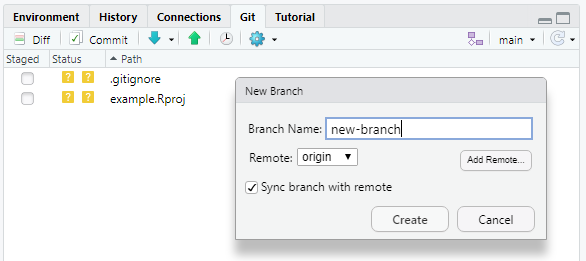 Environment History Connections Git Tutorial
Diff Commit main
Staged Status Path
? ? .gitignore
? ? example.Rproj
New Branch
Branch Name: new-branch
Remote: origin Add Remote...
Sync branch with remote
Create Cancel